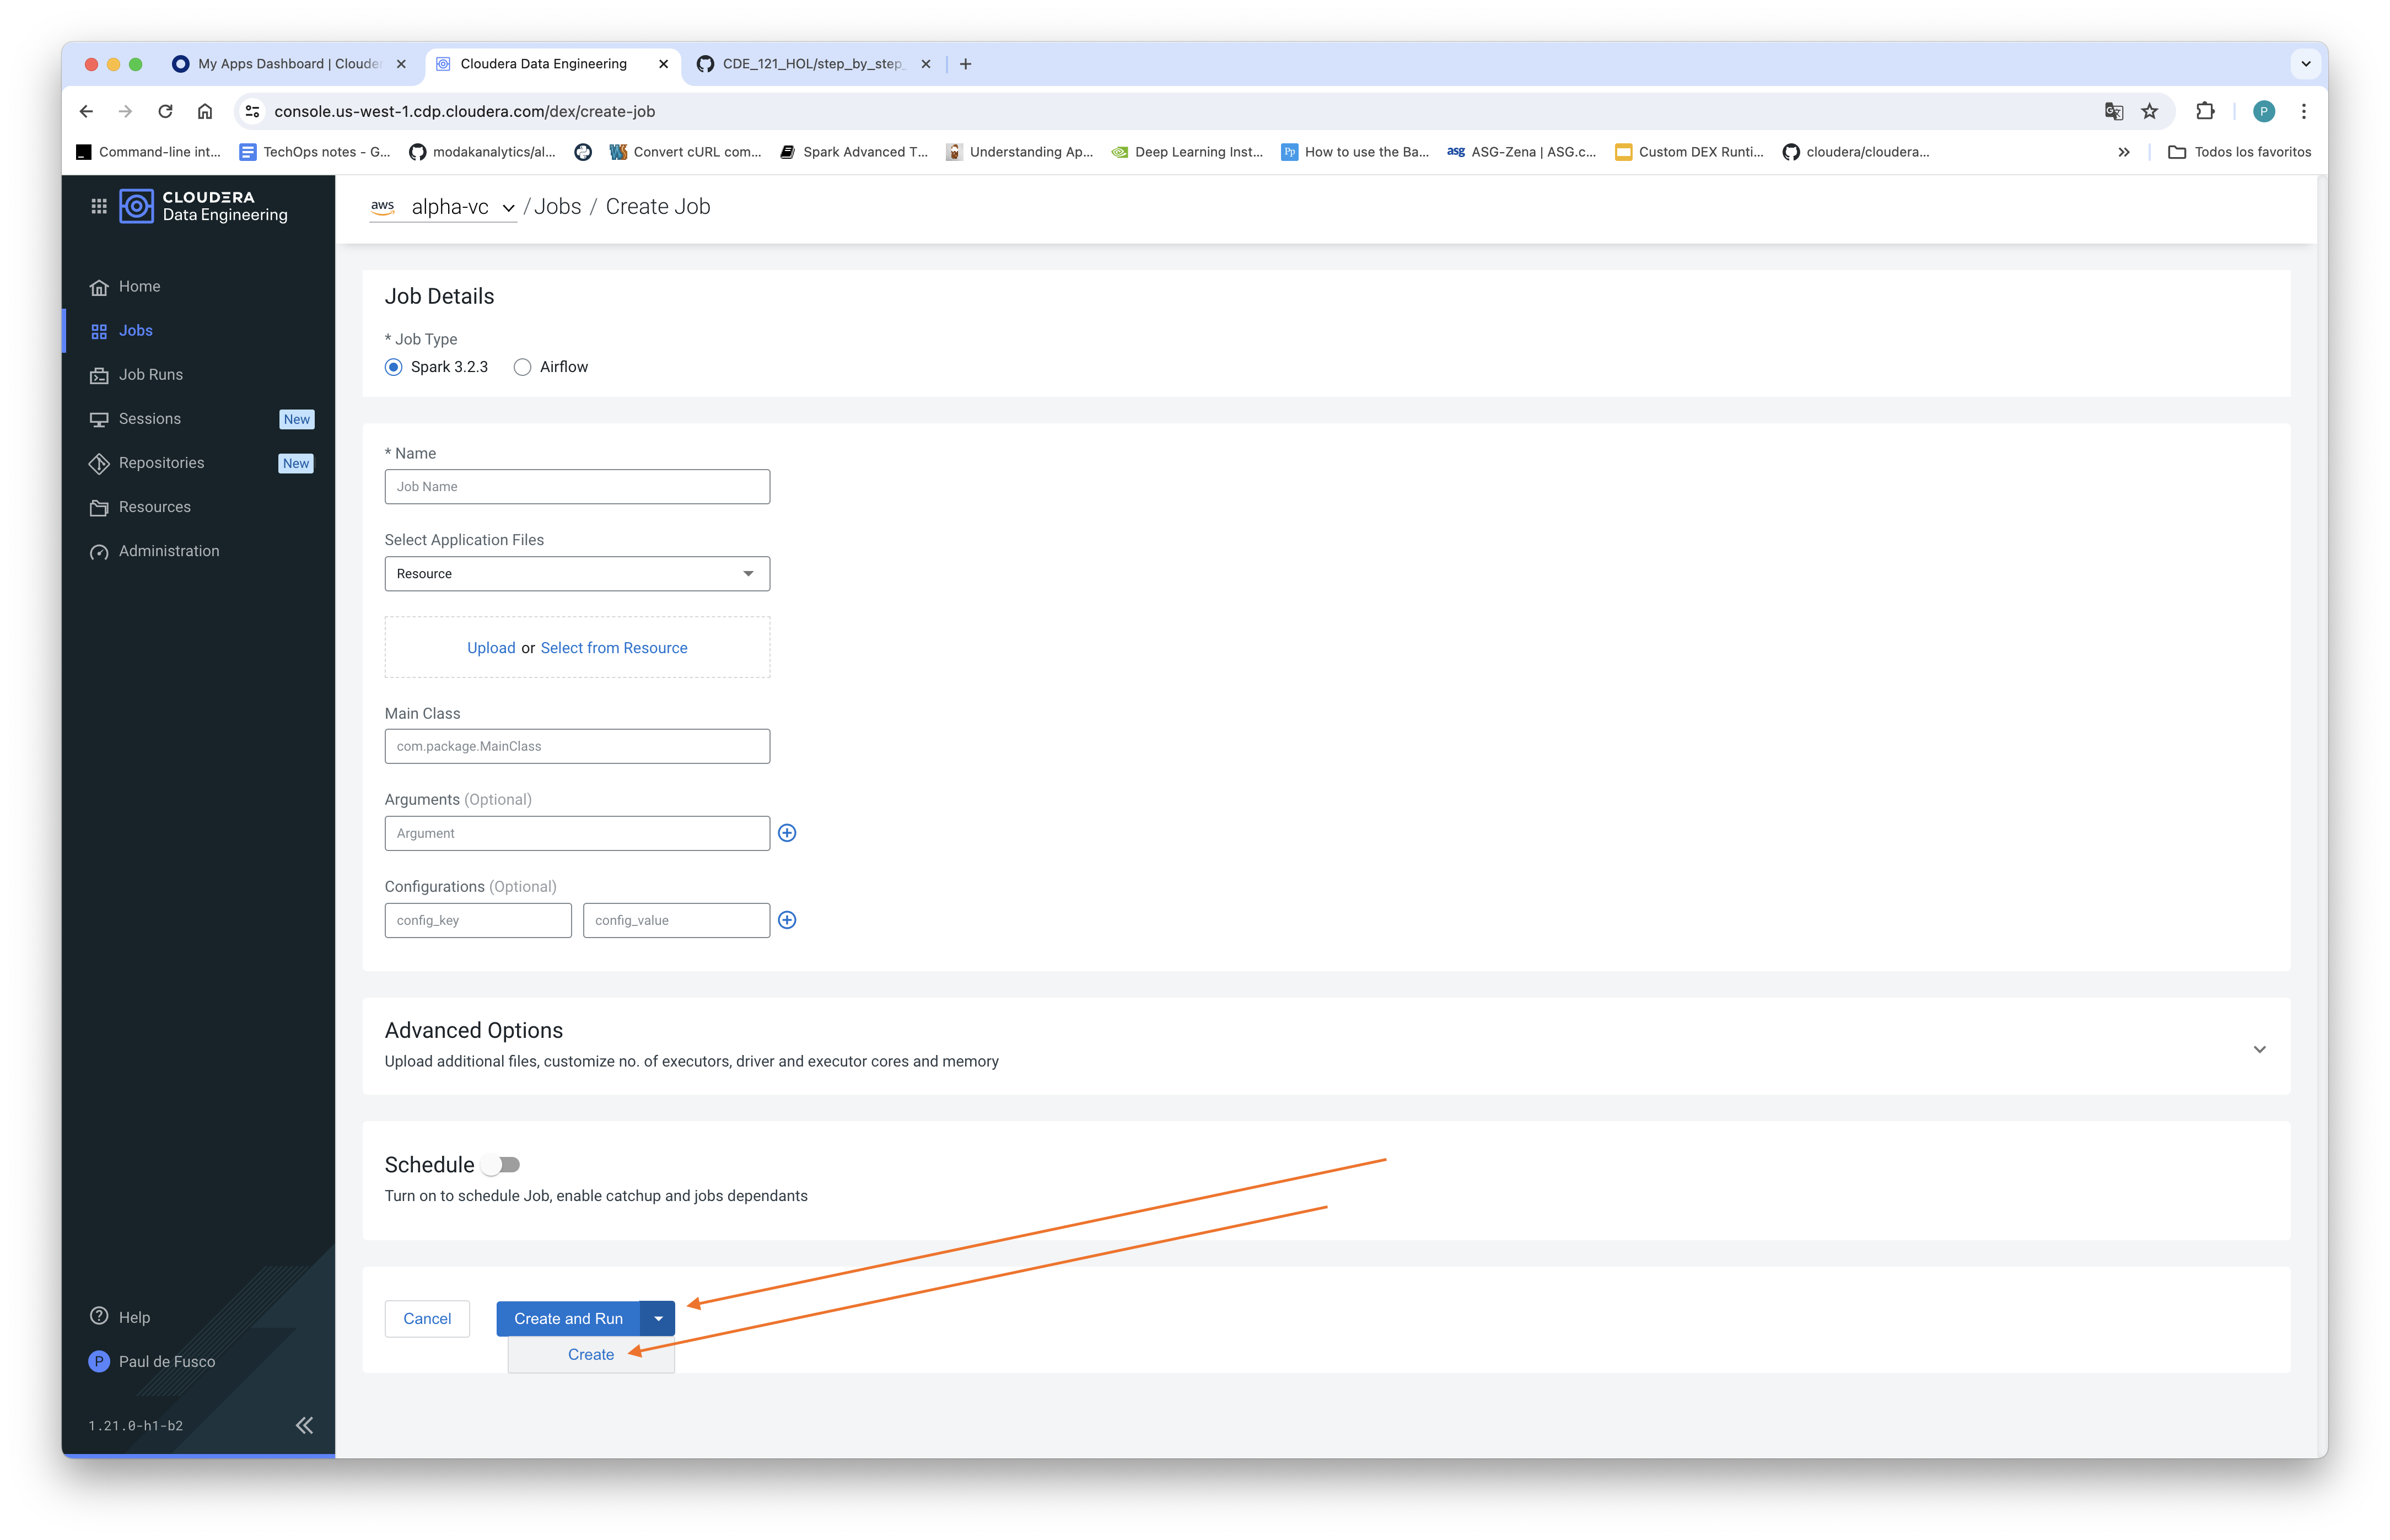 My Apps Dashboard | Clouder
Cloudera Data Engineering
CDE_121_HOL/step_by_step_
console.us-west-1.cdp.cloudera.com/dex/create-job
P
Command-line int...
TechOps notes - G...
modakanalytics/al...
Convert cURL com...
Spark Advanced T...
Understanding Ap...
Deep Learning Inst...
Pp
How to use the Ba...
asg
ASG-Zena | ASG.c...
Custom DEX Runti...
cloudera/cloudera...
Todos los favoritos
CLOUDERA
Data Engineering
Home
Jobs
Job Runs
Sessions New
Repositories New
Resources
Administration
Help
P Paul de Fusco
1.21.0-h1-b2
aws alpha-vc / Jobs / Create Job
Job Details
* Job Type
Spark 3.2.3 Airflow
* Name
Job Name
Select Application Files
Resource
Upload or Select from Resource
Main Class
com.package.MainClass
Arguments (Optional)
Argument
Configurations (Optional)
config_key config_value
Advanced Options
Upload additional files, customize no. of executors, driver and executor cores and memory
Schedule
Turn on to schedule Job, enable catchup and jobs dependants
Cancel Create and Run
Create